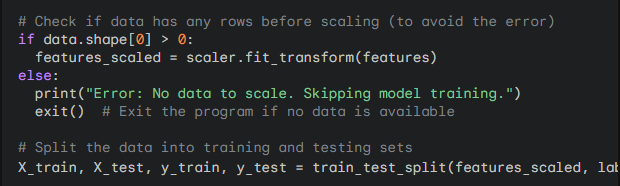 # Check if data has any rows before scaling (to avoid the error)
if data.shape[0] > 0:
  features_scaled = scaler.fit_transform(features)
else:
  print("Error: No data to scale. Skipping model training.")
  exit()  # Exit the program if no data is available

# Split the data into training and testing sets
X_train, X_test, y_train, y_test = train_test_split(features_scaled, lab